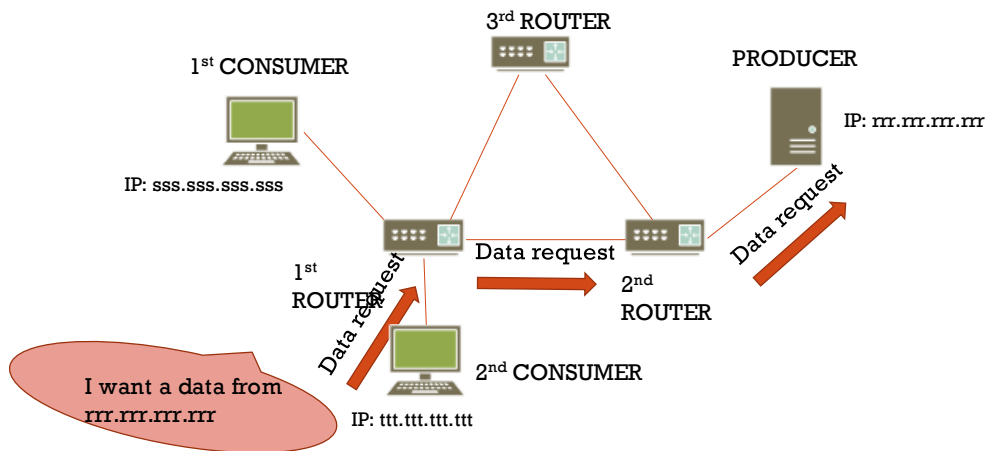 3rd ROUTER
1st CONSUMER
PRODUCER
IP: rrr.rrr.rrr.rrr
IP: sss.sss.sss.sss
Data request
Data request
1st
ROUTER
Data request
2nd
ROUTER
I want a data from
rrr.rrr.rrr.rrr
2nd CONSUMER
IP: ttt.ttt.ttt.ttt